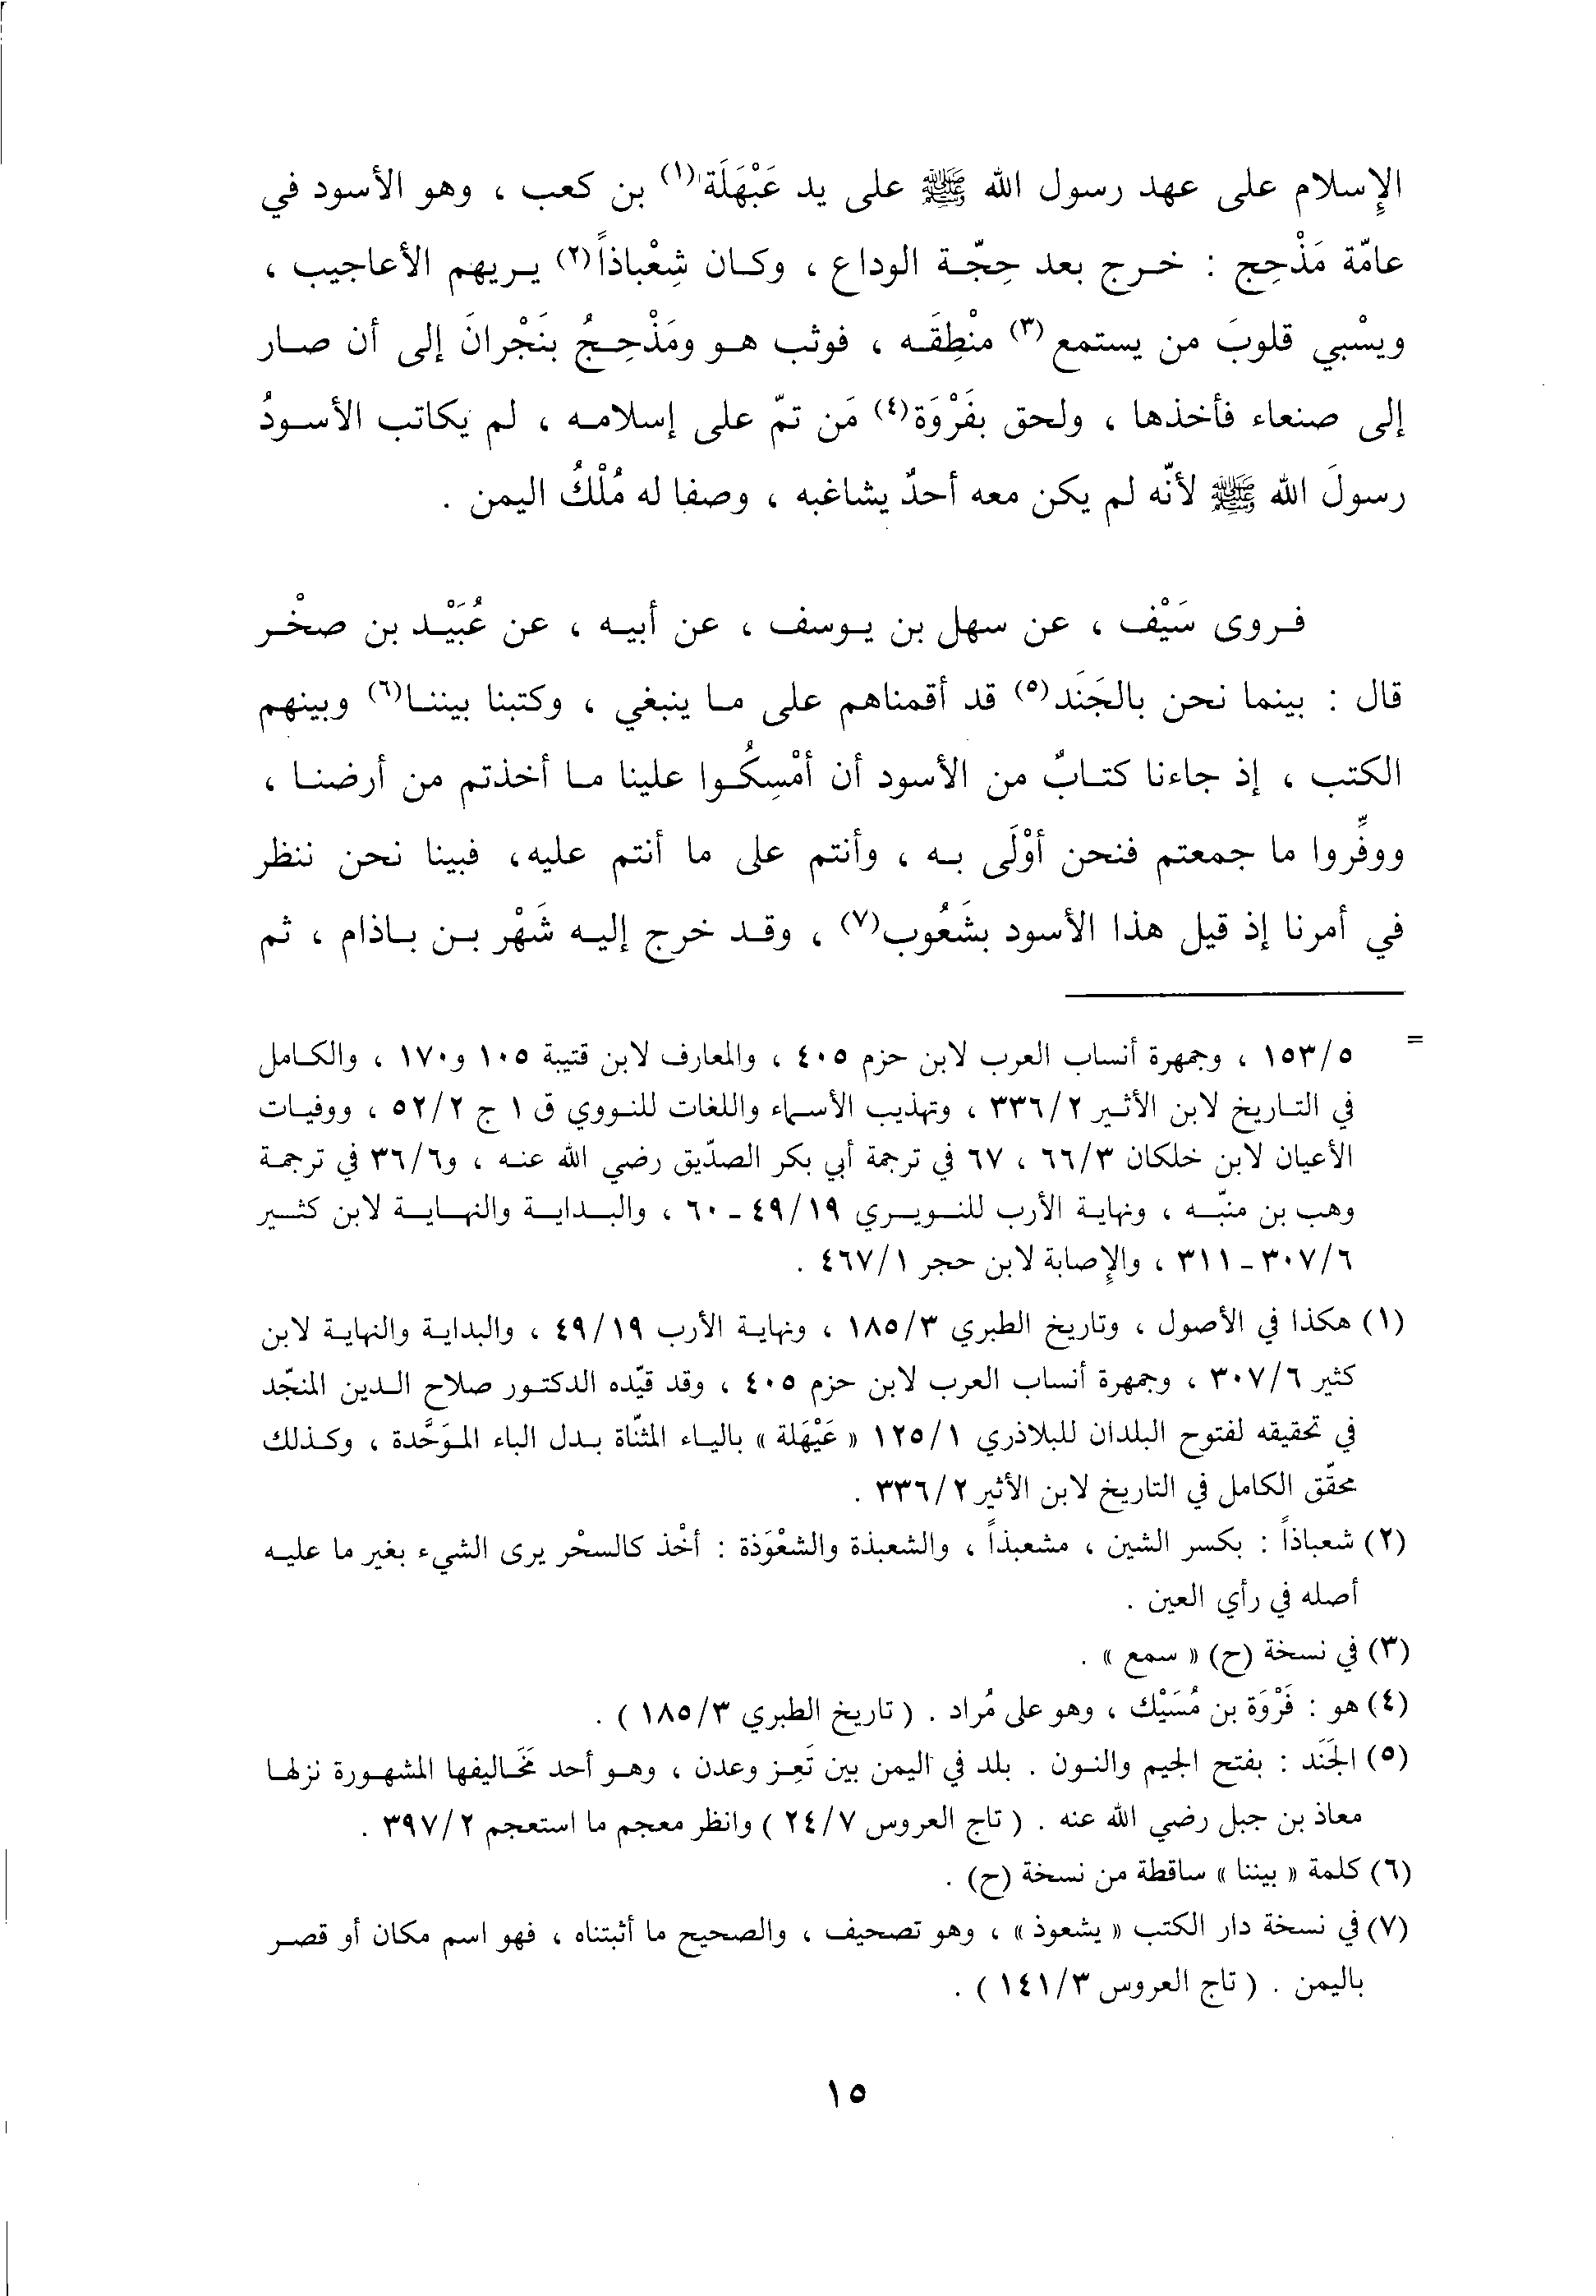 الإِسلام على عهد رسول الله ﷺ على يد عَبْهَلَة(١) بن كعب ، وهو الأسود في
عامّة مَذْحِج : خرج بعد حِجّة الوداع ، وكان شِعْباذاً(٢) يريهم الأعاجيب ،
ويسْبي قلوبَ من يستمع(٣) منْطِقَه ، فوثب هو ومَذْحِجُ بنَجْرانَ إلى أن صار
إلى صنعاء فأخذها ، ولحق بفَرْوَة(٤) مَن تمّ على إسلامه ، لم يكاتب الأسودُ
رسولَ الله ﷺ لأنّه لم يكن معه أحدٌ يشاغبه ، وصفا له مُلْكُ اليمن .
فروى سَيْف ، عن سهل بن يوسف ، عن أبيه ، عن عُبَيْد بن صخْر
قال : بينما نحن بالجَنَد(٥) قد أقمناهم على ما ينبغي ، وكتبنا بيننا(٦) وبينهم
الكتب ، إذ جاءنا كتابٌ من الأسود أن أمْسِكُوا علينا ما أخذتم من أرضنا ،
ووفِّروا ما جمعتم فنحن أوْلَى به ، وأنتم على ما أنتم عليه، فبينا نحن ننظر
في أمرنا إذ قيل هذا الأسود بشَعُوب(٧) ، وقد خرج إليه شَهْر بن باذام ، ثم
= ١٥٣/٥ ، وجمهرة أنساب العرب لابن حزم ٤٠٥ ، والمعارف لابن قتيبة ١٠٥ و١٧٠ ، والكامل
في التاريخ لابن الأثير ٣٣٦/٢ ، وتهذيب الأسماء واللغات للنووي ق ١ ج ٥٢/٢ ، ووفيات
الأعيان لابن خلكان ٦٦/٣ ، ٦٧ في ترجمة أبي بكر الصدّيق رضي الله عنه ، و٣٦/٦ في ترجمة
وهب بن منبّه ، ونهاية الأرب للنويري ٤٩/١٩ ـ ٦٠ ، والبداية والنهاية لابن كثير
٣٠٧/٦ ـ ٣١١ ، والإِصابة لابن حجر ٤٦٧/١ .
(١) هكذا في الأصول ، وتاريخ الطبري ١٨٥/٣ ، ونهاية الأرب ٤٩/١٩ ، والبداية والنهاية لابن
كثير ٣٠٧/٦ ، وجمهرة أنساب العرب لابن حزم ٤٠٥ ، وقد قيّده الدكتور صلاح الدين المنجّد
في تحقيقه لفتوح البلدان للبلاذري ١٢٥/١ « عَيْهَلة » بالياء المثنّاة بدل الباء الموَحَّدة ، وكذلك
محقّق الكامل في التاريخ لابن الأثير ٣٣٦/٢ .
(٢) شعباذاً : بكسر الشين ، مشعبذاً ، والشعبذة والشعْوَذة : أخْذ كالسحْر يرى الشيء بغير ما عليه
أصله في رأي العين .
(٣) في نسخة (ح) « سمع » .
(٤) هو : فَرْوَة بن مُسَيْك ، وهو على مُراد . ( تاريخ الطبري ١٨٥/٣ ) .
(٥) الجَنَد : بفتح الجيم والنون . بلد في اليمن بين تَعِز وعدن ، وهو أحد مَخَاليفها المشهورة نزلها
معاذ بن جبل رضي الله عنه . ( تاج العروس ٢٤/٧ ) وانظر معجم ما استعجم ٣٩٧/٢ .
(٦) كلمة « بيننا » ساقطة من نسخة (ح) .
(٧) في نسخة دار الكتب « يشعوذ » ، وهو تصحيف ، والصحيح ما أثبتناه ، فهو اسم مكان أو قصر
باليمن . ( تاج العروس ١٤١/٣ ) .
١٥